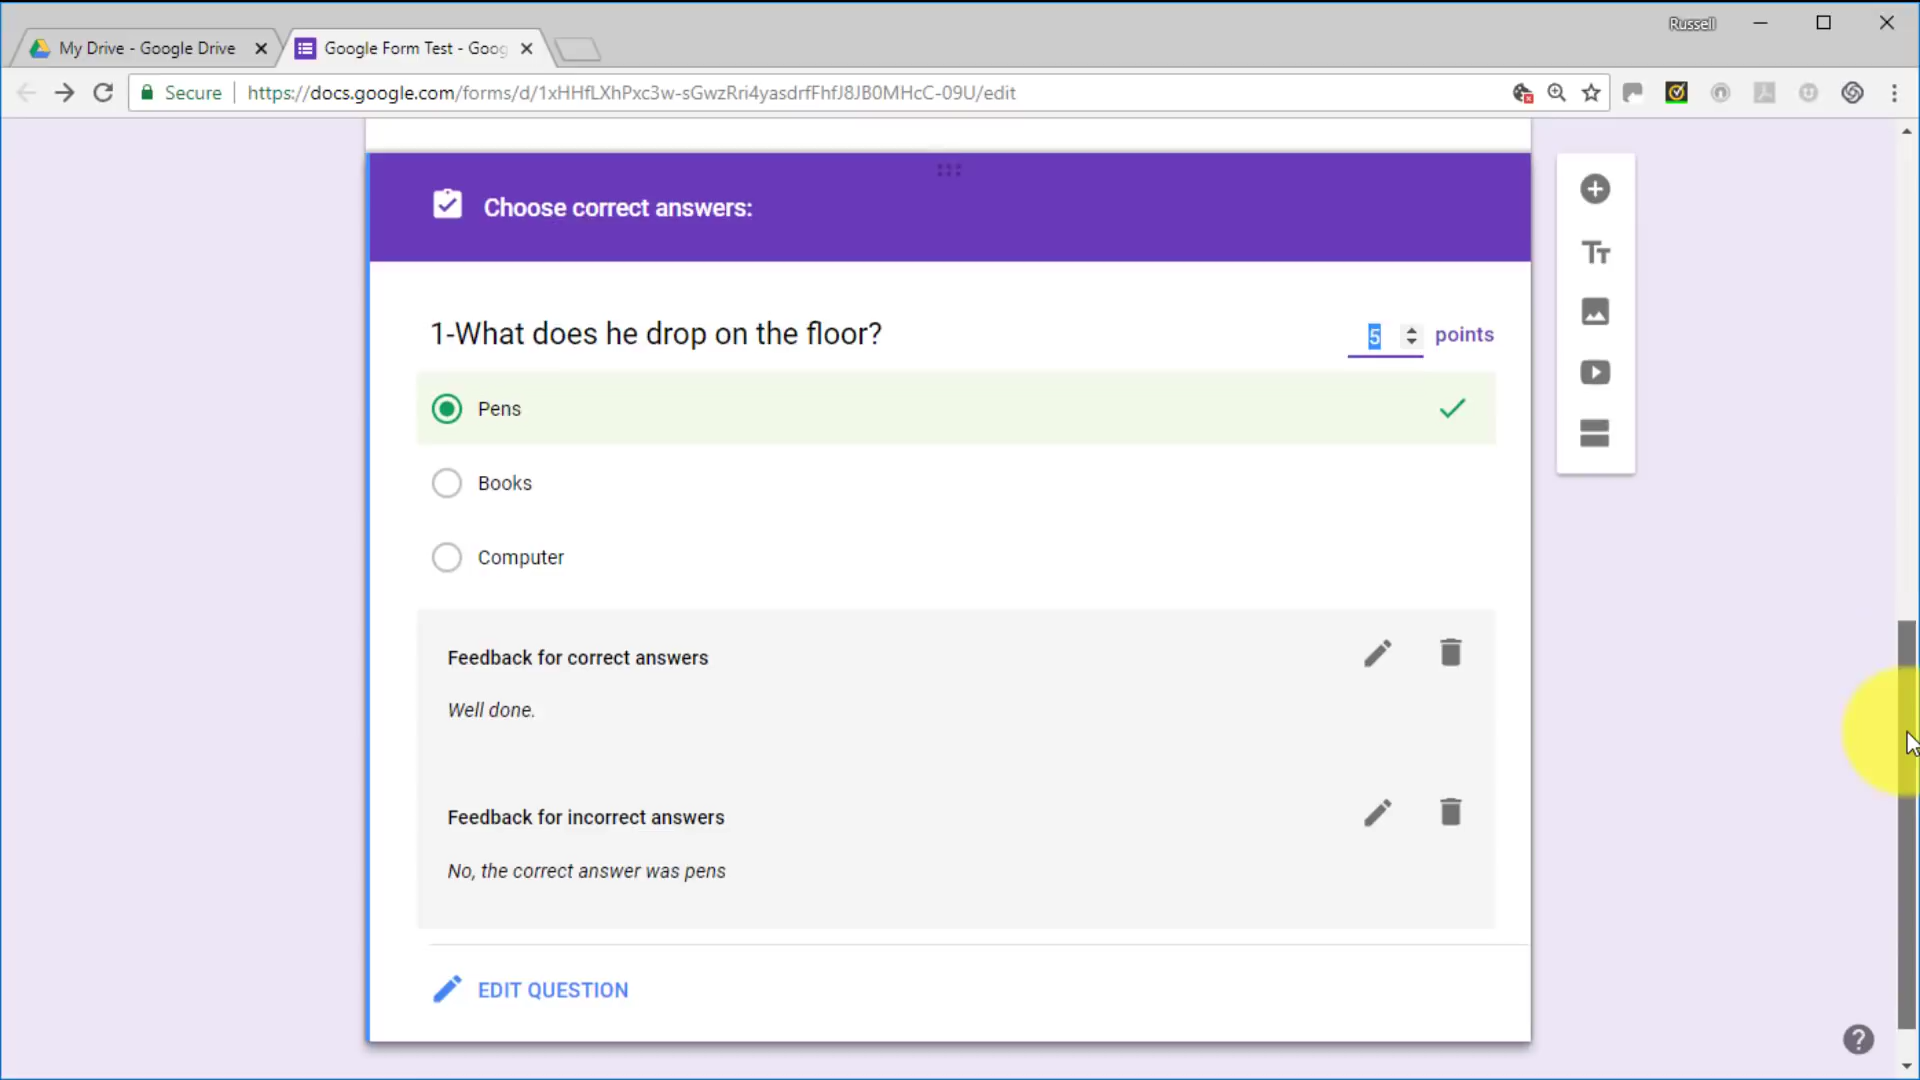 Russell
My Drive - Google Drive
Google Form Test - Goog
Secure
https://docs.google.com/forms/d/1xHHfLXhPxc3w-sGwzRri4yasdrfFhfJ8JB0MHcC-09U/edit
Choose correct answers:
1-What does he drop on the floor?
5 points
Pens
Books
Computer
Feedback for correct answers
Well done.
Feedback for incorrect answers
No, the correct answer was pens
EDIT QUESTION